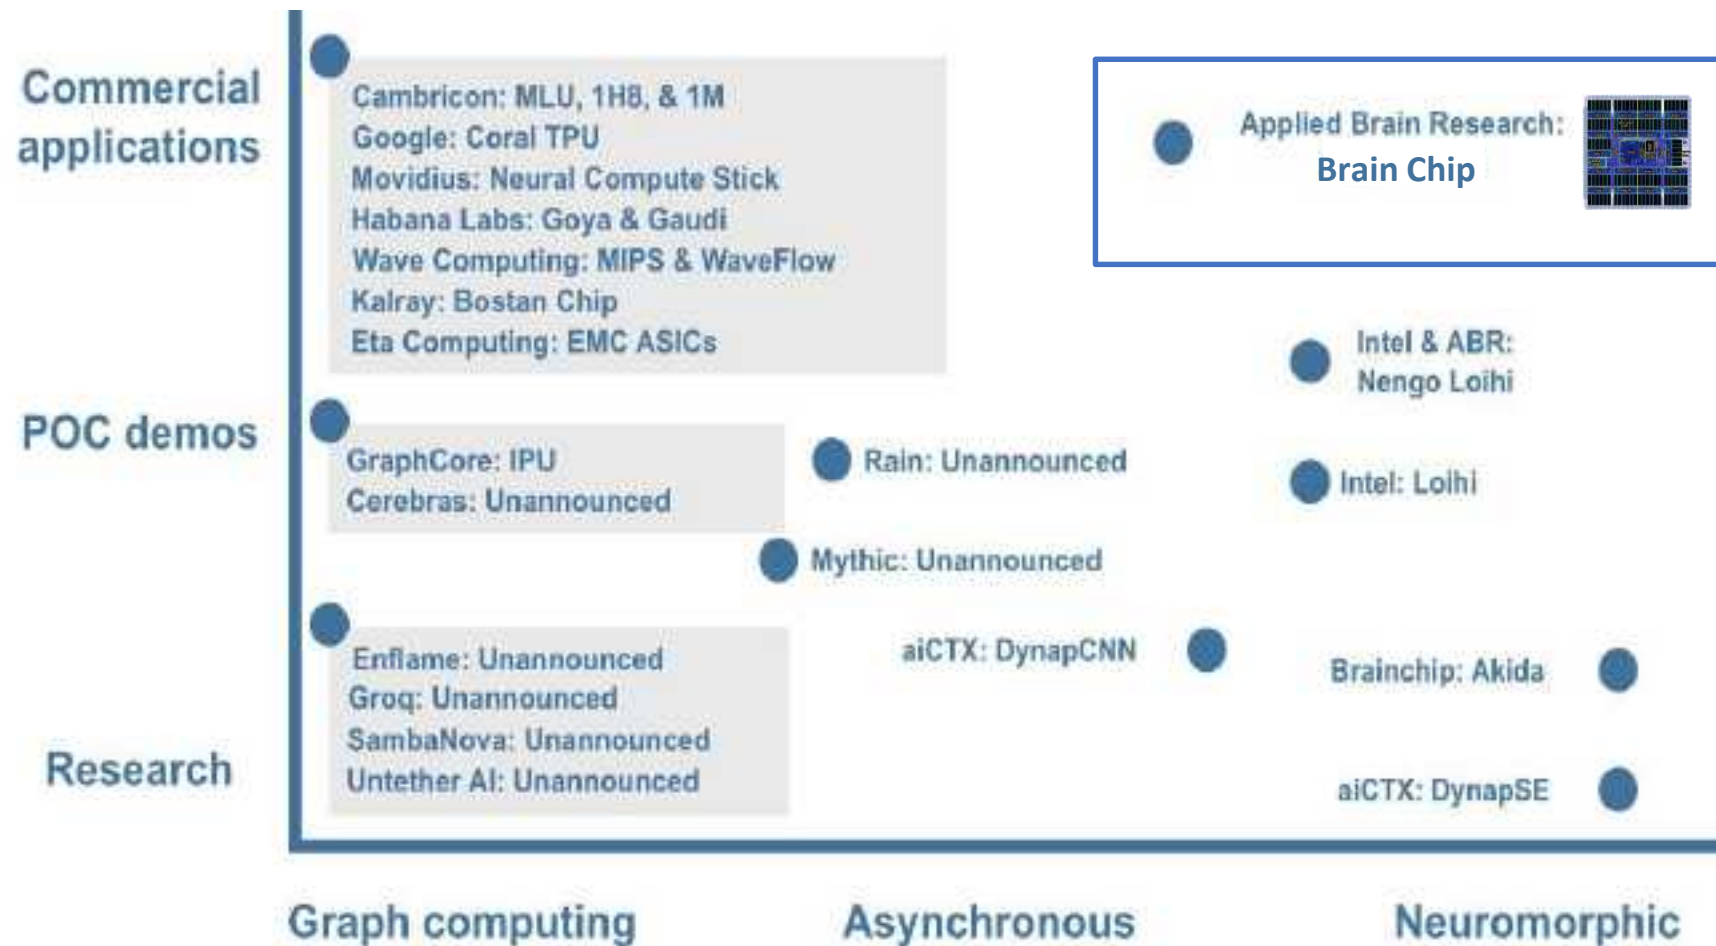 Commercial
applications
Cambricon: MLU, 1H8, & 1M
Google: Coral TPU
Movidius: Neural Compute Stick
Habana Labs: Goya & Gaudi
Wave Computing: MIPS & WaveFlow
Kalray: Bostan Chip
Eta Computing: EMC ASICs
Applied Brain Research:
Brain Chip
Intel & ABR:
Nengo Loihi
POC demos
GraphCore: IPU
Cerebras: Unannounced
Rain: Unannounced
Intel: Loihi
Mythic: Unannounced
Research
Enflame: Unannounced
Groq: Unannounced
SambaNova: Unannounced
Untether AI: Unannounced
aiCTX: DynapCNN
Brainchip: Akida
aiCTX: DynapSE
Graph computing
Asynchronous
Neuromorphic